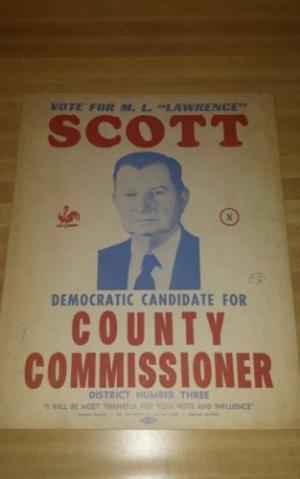 VOTE FOR M. L. "LAWRENCE"
SCOTT
X
DEMOCRATIC CANDIDATE FOR
COUNTY
COMMISSIONER
DISTRICT NUMBER THREE
"I WILL BE MOST THANKFUL FOR YOUR VOTE AND INFLUENCE"